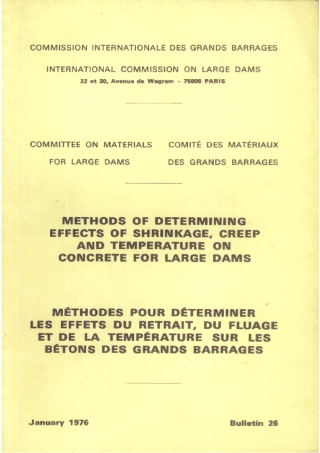 COMMISSION INTERNATIONALE DES GRANDS BARRAGES
INTERNATIONAL COMMISSION ON LARGE DAMS
22 et 30, Avenue de Wagram - 75008 PARIS
COMMITTEE ON MATERIALS
FOR LARGE DAMS
COMITÉ DES MATÉRIAUX
DES GRANDS BARRAGES
METHODS OF DETERMINING
EFFECTS OF SHRINKAGE, CREEP
AND TEMPERATURE ON
CONCRETE FOR LARGE DAMS
MÉTHODES POUR DÉTERMINER
LES EFFETS DU RETRAIT, DU FLUAGE
ET DE LA TEMPÉRATURE SUR LES
BÉTONS DES GRANDS BARRAGES
January 1976 Bulletin 26